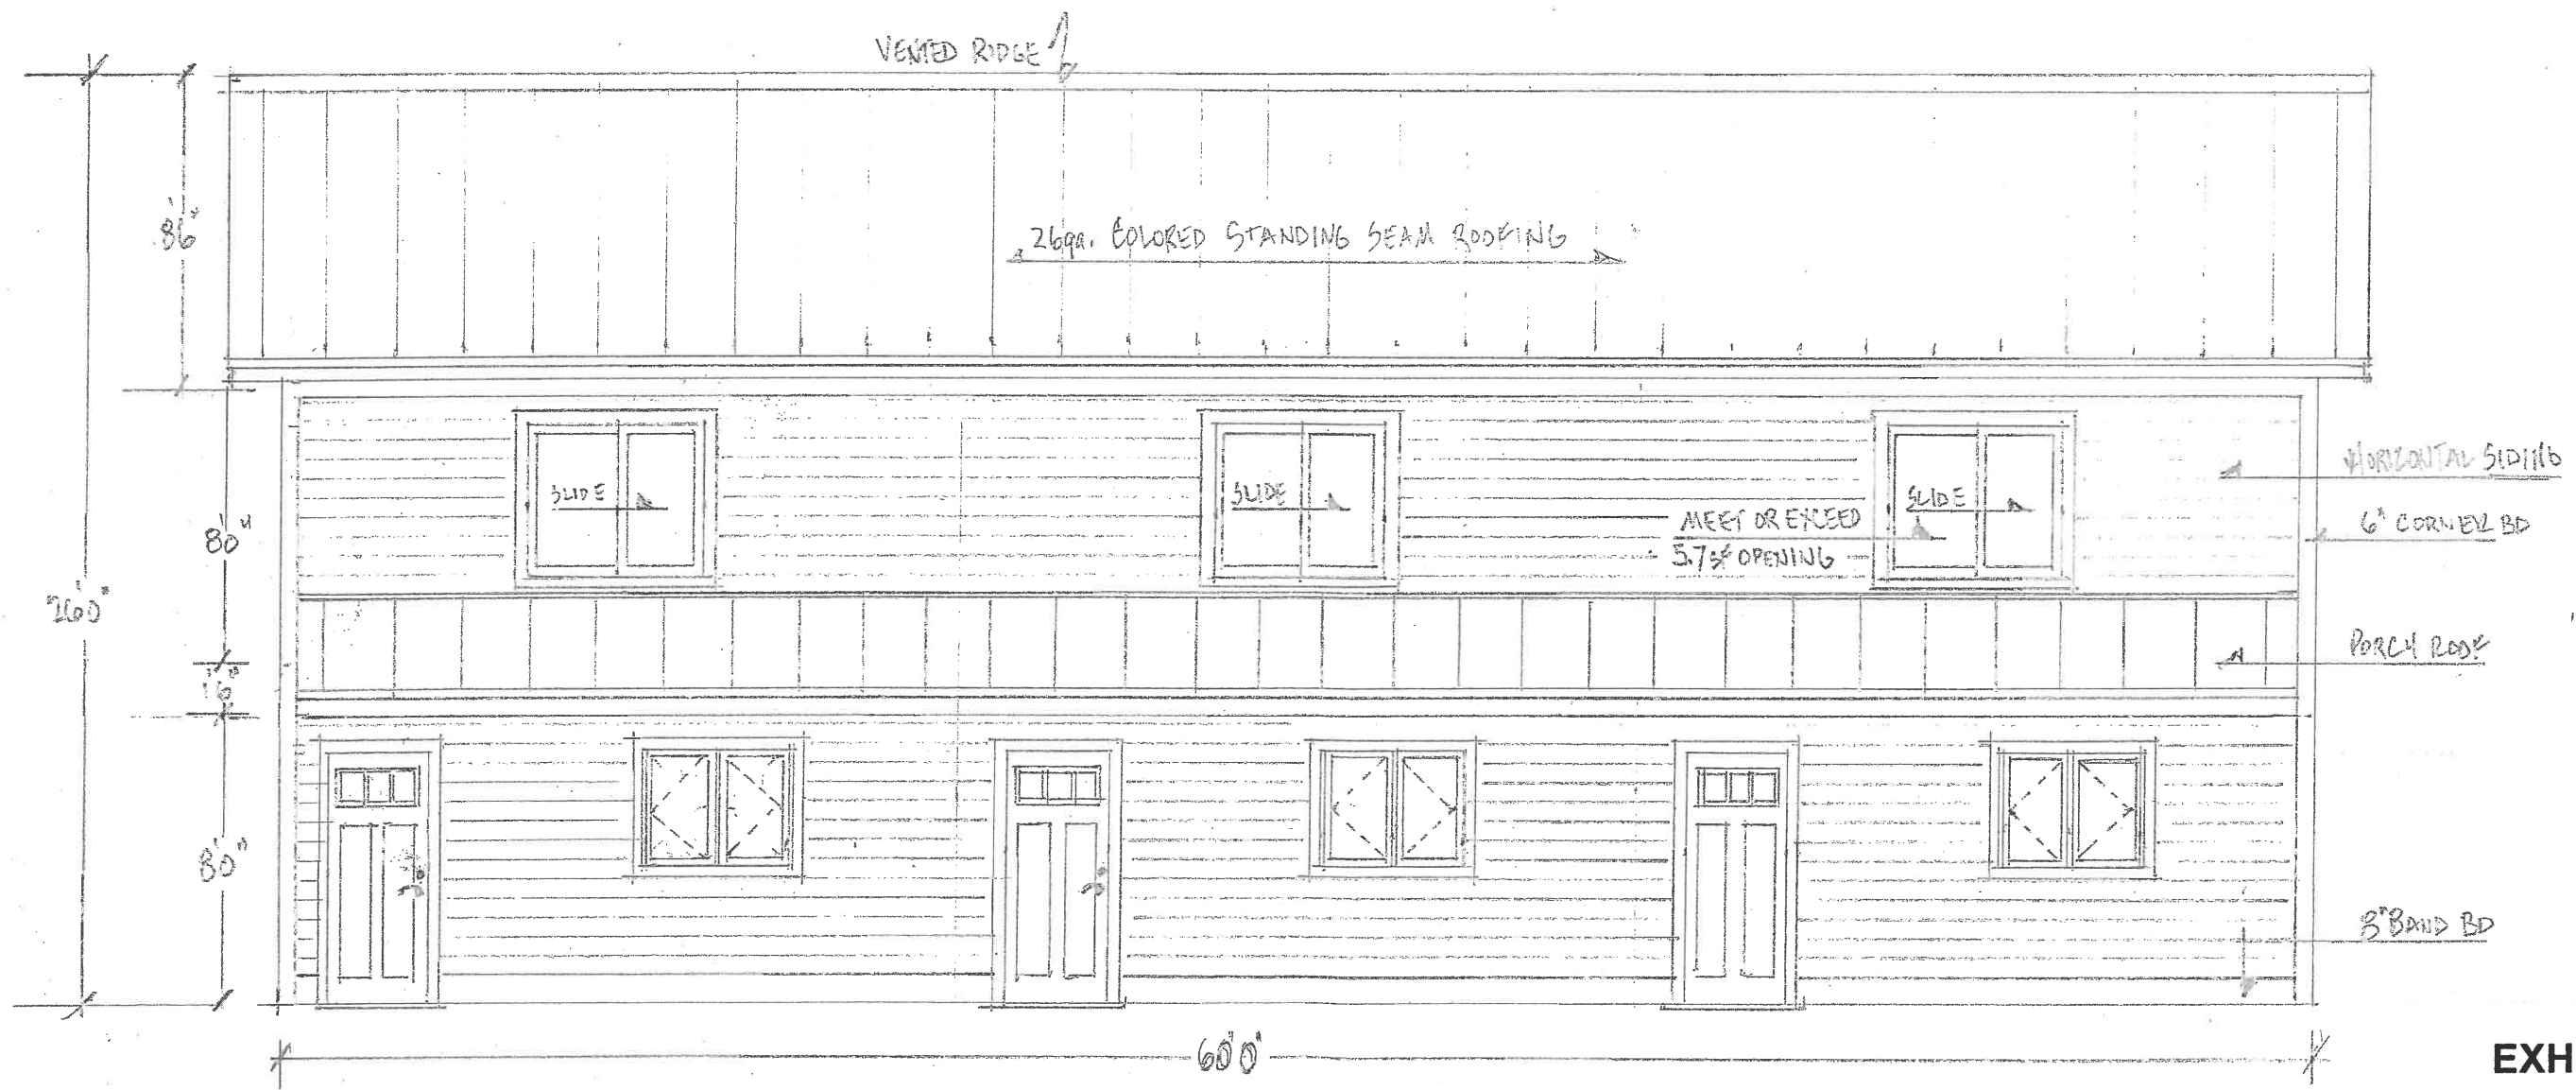 VENTED RIDGE
8'6"
26ga. COLORED STANDING SEAM ROOFING
SLIDE
SLIDE
SLIDE
MEET OR EXCEED
5.7SF OPENING
HORIZONTAL SIDING
6" CORNER BD
8'0"
26'0"
PORCH ROOF
1'6"
8'0"
8" BAND BD
60'0"
EXH